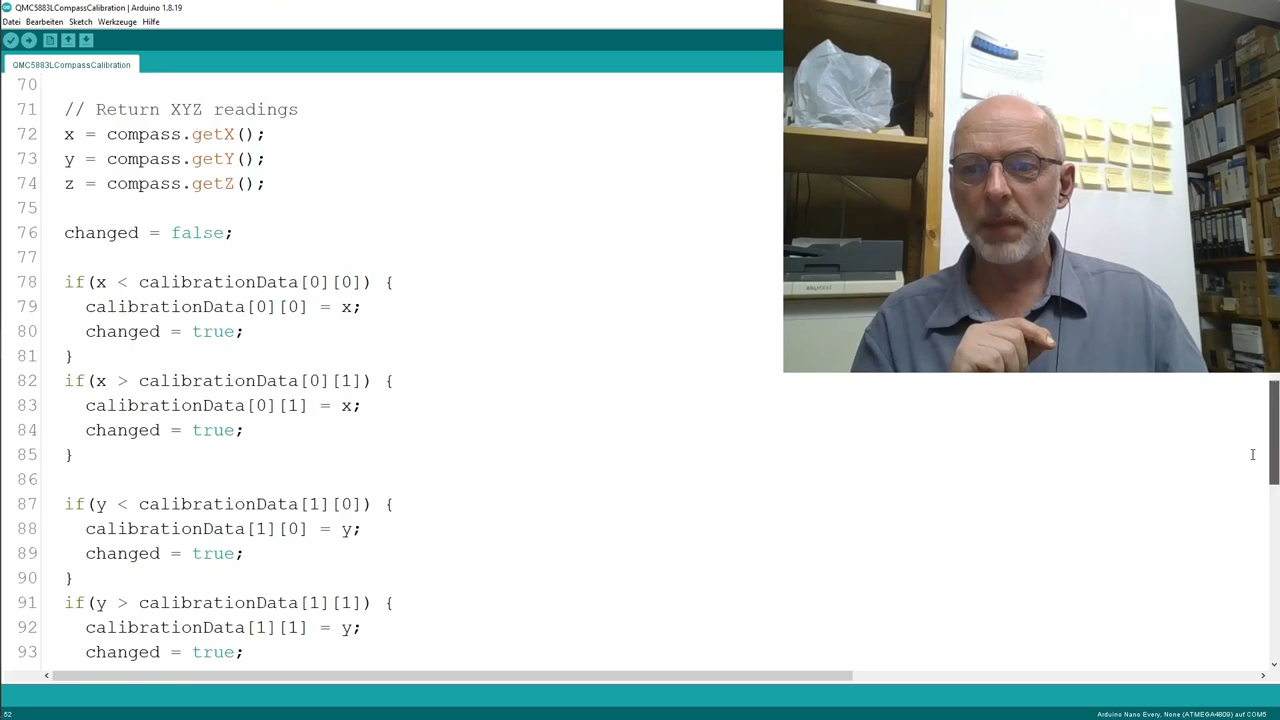 QMC5883LCompassCalibration | Arduino 1.8.19
Datei Bearbeiten Sketch Werkzeuge Hilfe
QMC5883LCompassCalibration
70
71 // Return XYZ readings
72 x = compass.getX();
73 y = compass.getY();
74 z = compass.getZ();
75
76 changed = false;
77
78 if(x < calibrationData[0][0]) {
79 calibrationData[0][0] = x;
80 changed = true;
81 }
82 if(x > calibrationData[0][1]) {
83 calibrationData[0][1] = x;
84 changed = true;
85 }
86
87 if(y < calibrationData[1][0]) {
88 calibrationData[1][0] = y;
89 changed = true;
90 }
91 if(y > calibrationData[1][1]) {
92 calibrationData[1][1] = y;
93 changed = true;
52
Arduino Nano Every, None (ATMEGA4809) auf COM5